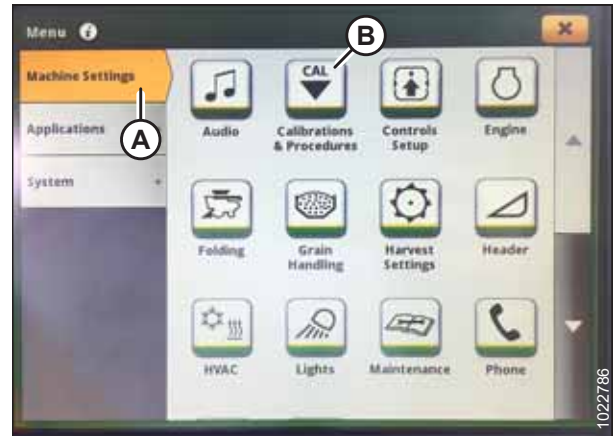 Menu i
B
Machine Settings
CAL
Audio
Calibrations
& Procedures
Controls
Setup
Engine
Applications
A
System
Folding
Grain
Handling
Harvest
Settings
Header
HVAC
Lights
Maintenance
Phone
1022786